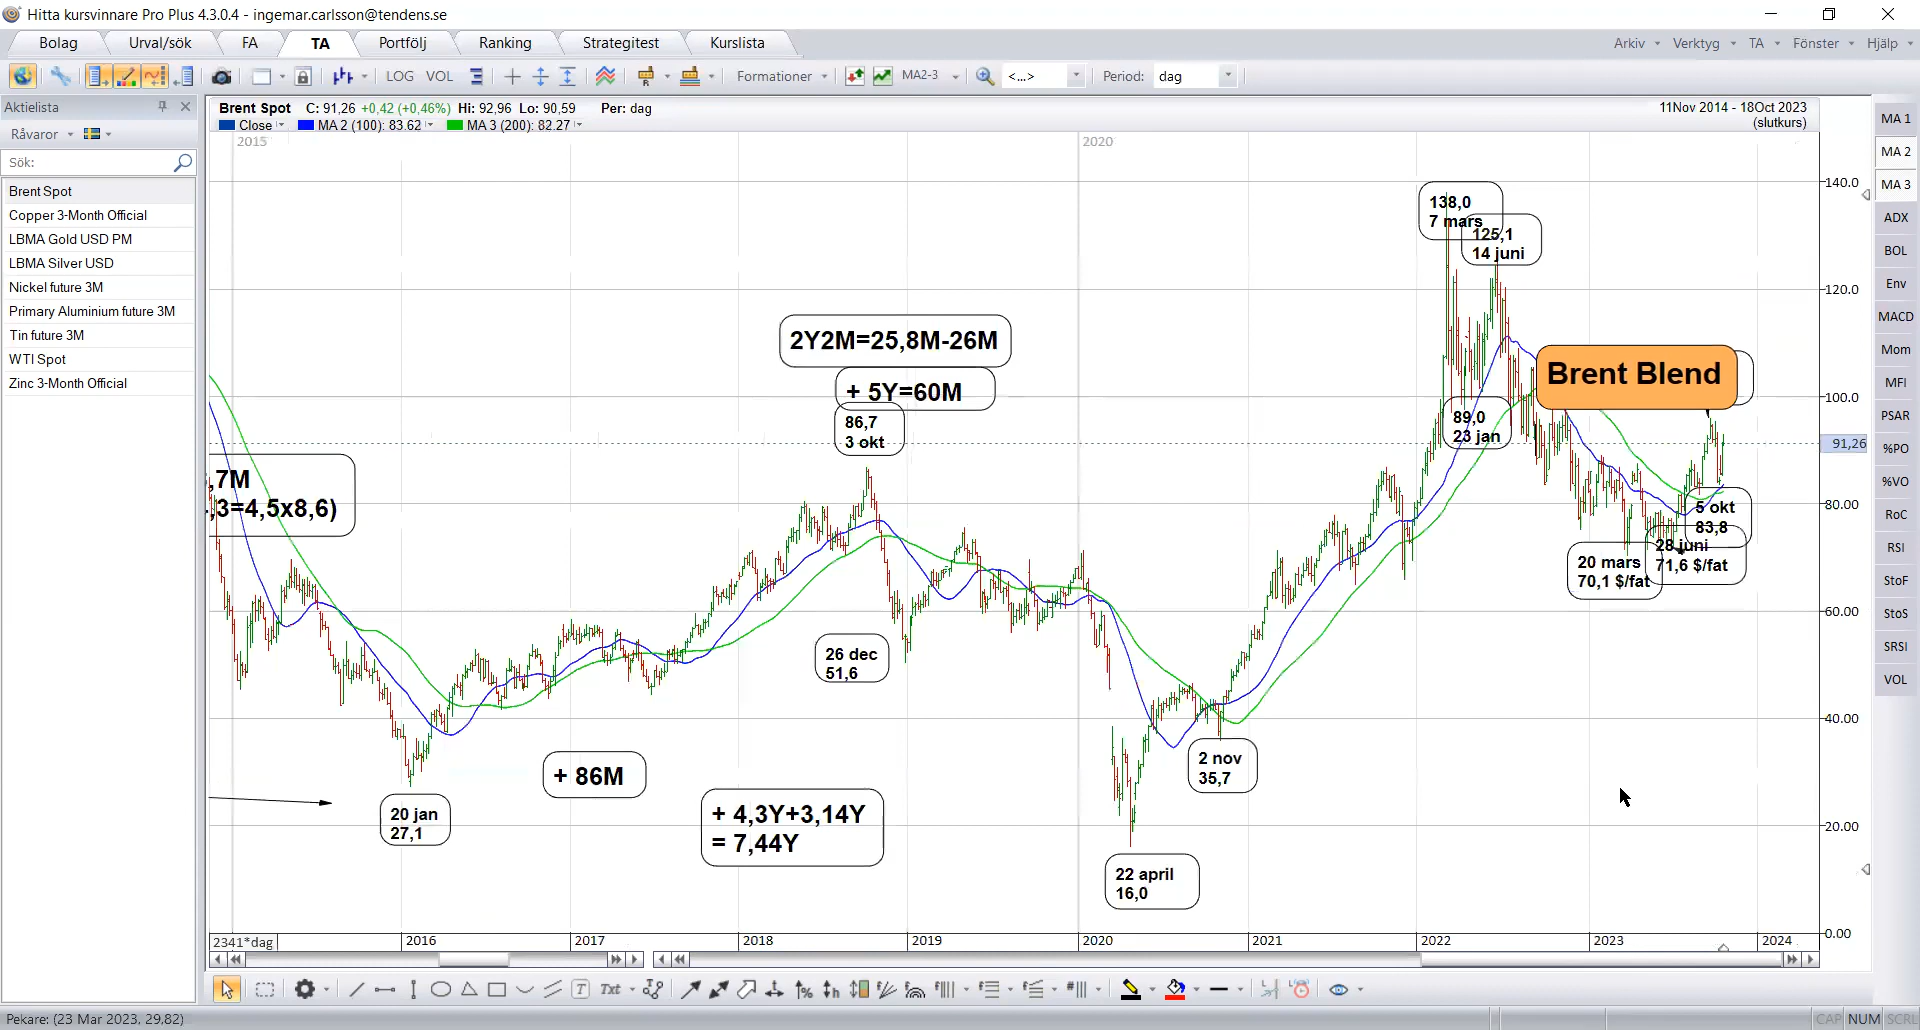 Hitta kursvinnare Pro Plus 4.3.0.4 - ingemar.carlsson@tendens.se
Bolag Urval/sök FA TA Portfölj Ranking Strategitest Kurslista
Arkiv Verktyg TA Fönster Hjälp
LOG VOL Formationer MA2-3 <...> Period: dag
Aktielista
Råvaror
Sök:
Brent Spot
Copper 3-Month Official
LBMA Gold USD PM
LBMA Silver USD
Nickel future 3M
Primary Aluminium future 3M
Tin future 3M
WTI Spot
Zinc 3-Month Official
Brent Spot C: 91,26 +0,42 (+0,46%) Hi: 92,96 Lo: 90,59 Per: dag
11Nov 2014 - 18Oct 2023
Close MA 2 (100): 83.62 MA 3 (200): 82.27
(slutkurs)
2015
2020
138,0
7 mars
125,1
14 juni
2Y2M=25,8M-26M
+ 5Y=60M
86,7
3 okt
Brent Blend
89,0
23 jan
,7M
,3=4,5x8,6)
5 okt
83,8
28 juni
71,6 $/fat
20 mars
70,1 $/fat
26 dec
51,6
2 nov
35,7
+ 86M
20 jan
27,1
+ 4,3Y+3,14Y
= 7,44Y
22 april
16,0
140.0
120.0
100.0
91,26
80.00
60.00
40.00
20.00
0.00
2341*dag
2016
2017
2018
2019
2020
2021
2022
2023
2024
MA 1
MA 2
MA 3
ADX
BOL
Env
MACD
Mom
MFI
PSAR
%PO
%VO
RoC
RSI
StoF
StoS
SRSI
VOL
T Txt
Pekare: (23 Mar 2023, 29,82)
CAP NUM SCRL